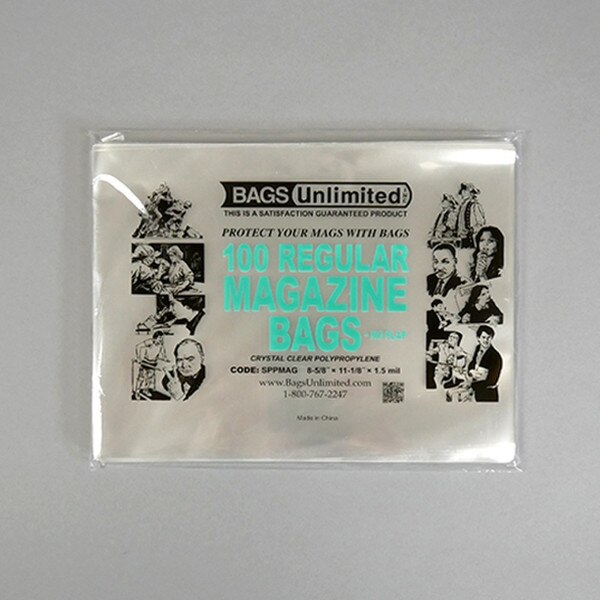 BAGS Unlimited INC
THIS IS A SATISFACTION GUARANTEED PRODUCT
PROTECT YOUR MAGS WITH BAGS
100 REGULAR
MAGAZINE
BAGS
CRYSTAL CLEAR POLYPROPYLENE
CODE: SPPMAG 8-5/8" x 11-1/8" x 1.5 mil
www.BagsUnlimited.com
1-800-767-2247
Made in China